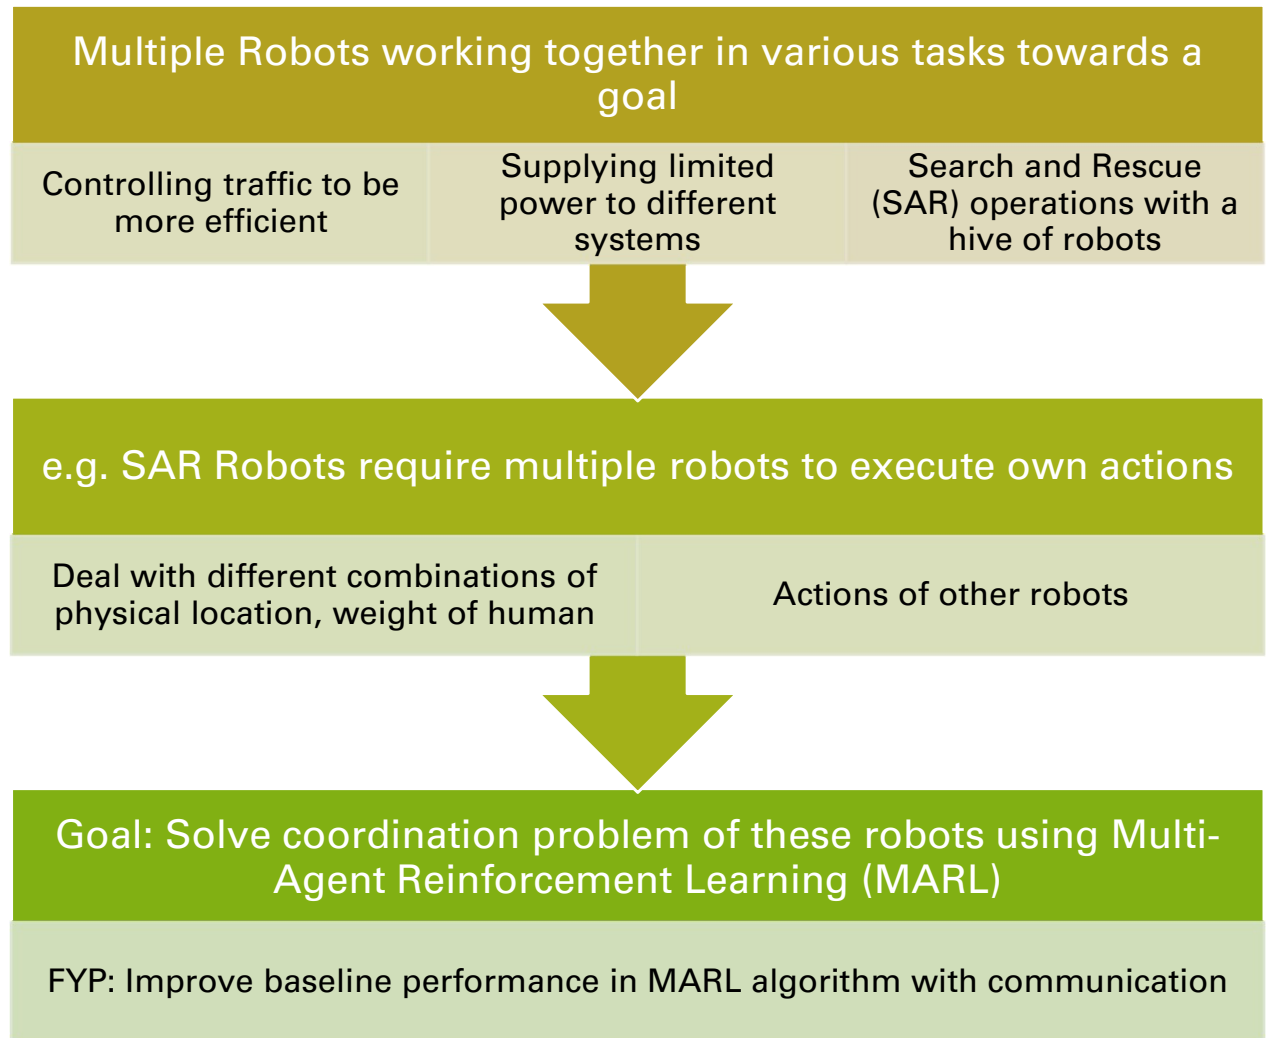 Multiple Robots working together in various tasks towards a
goal
Controlling traffic to be
more efficient
Supplying limited
power to different
systems
Search and Rescue
(SAR) operations with a
hive of robots
e.g. SAR Robots require multiple robots to execute own actions
Deal with different combinations of
physical location, weight of human
Actions of other robots
Goal: Solve coordination problem of these robots using Multi-
Agent Reinforcement Learning (MARL)
FYP: Improve baseline performance in MARL algorithm with communication